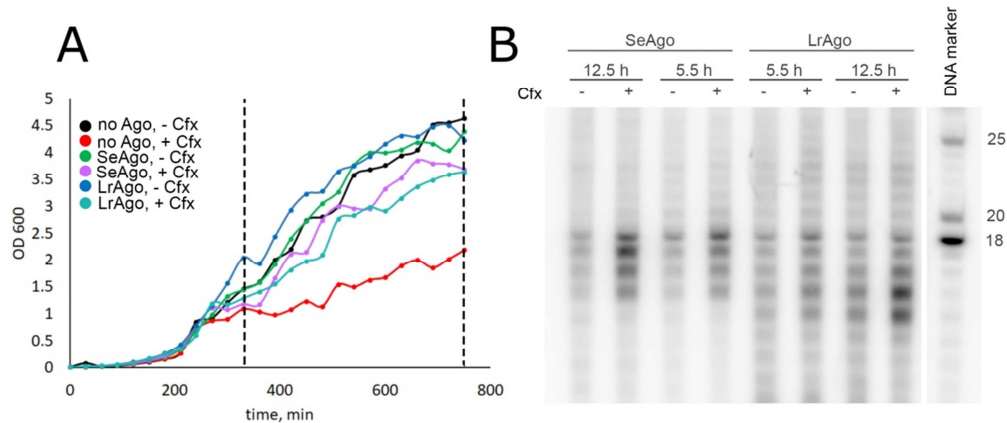 A
B
5
4.5
4
3.5
3
2.5
2
1.5
1
0.5
0
OD 600
no Ago, - Cfx
no Ago, + Cfx
SeAgo, - Cfx
SeAgo, + Cfx
LrAgo, - Cfx
LrAgo, + Cfx
0 200 400 600 800
time, min
SeAgo LrAgo
12.5 h 5.5 h 5.5 h 12.5 h
Cfx - + - + - + - +
DNA marker
25
20
18